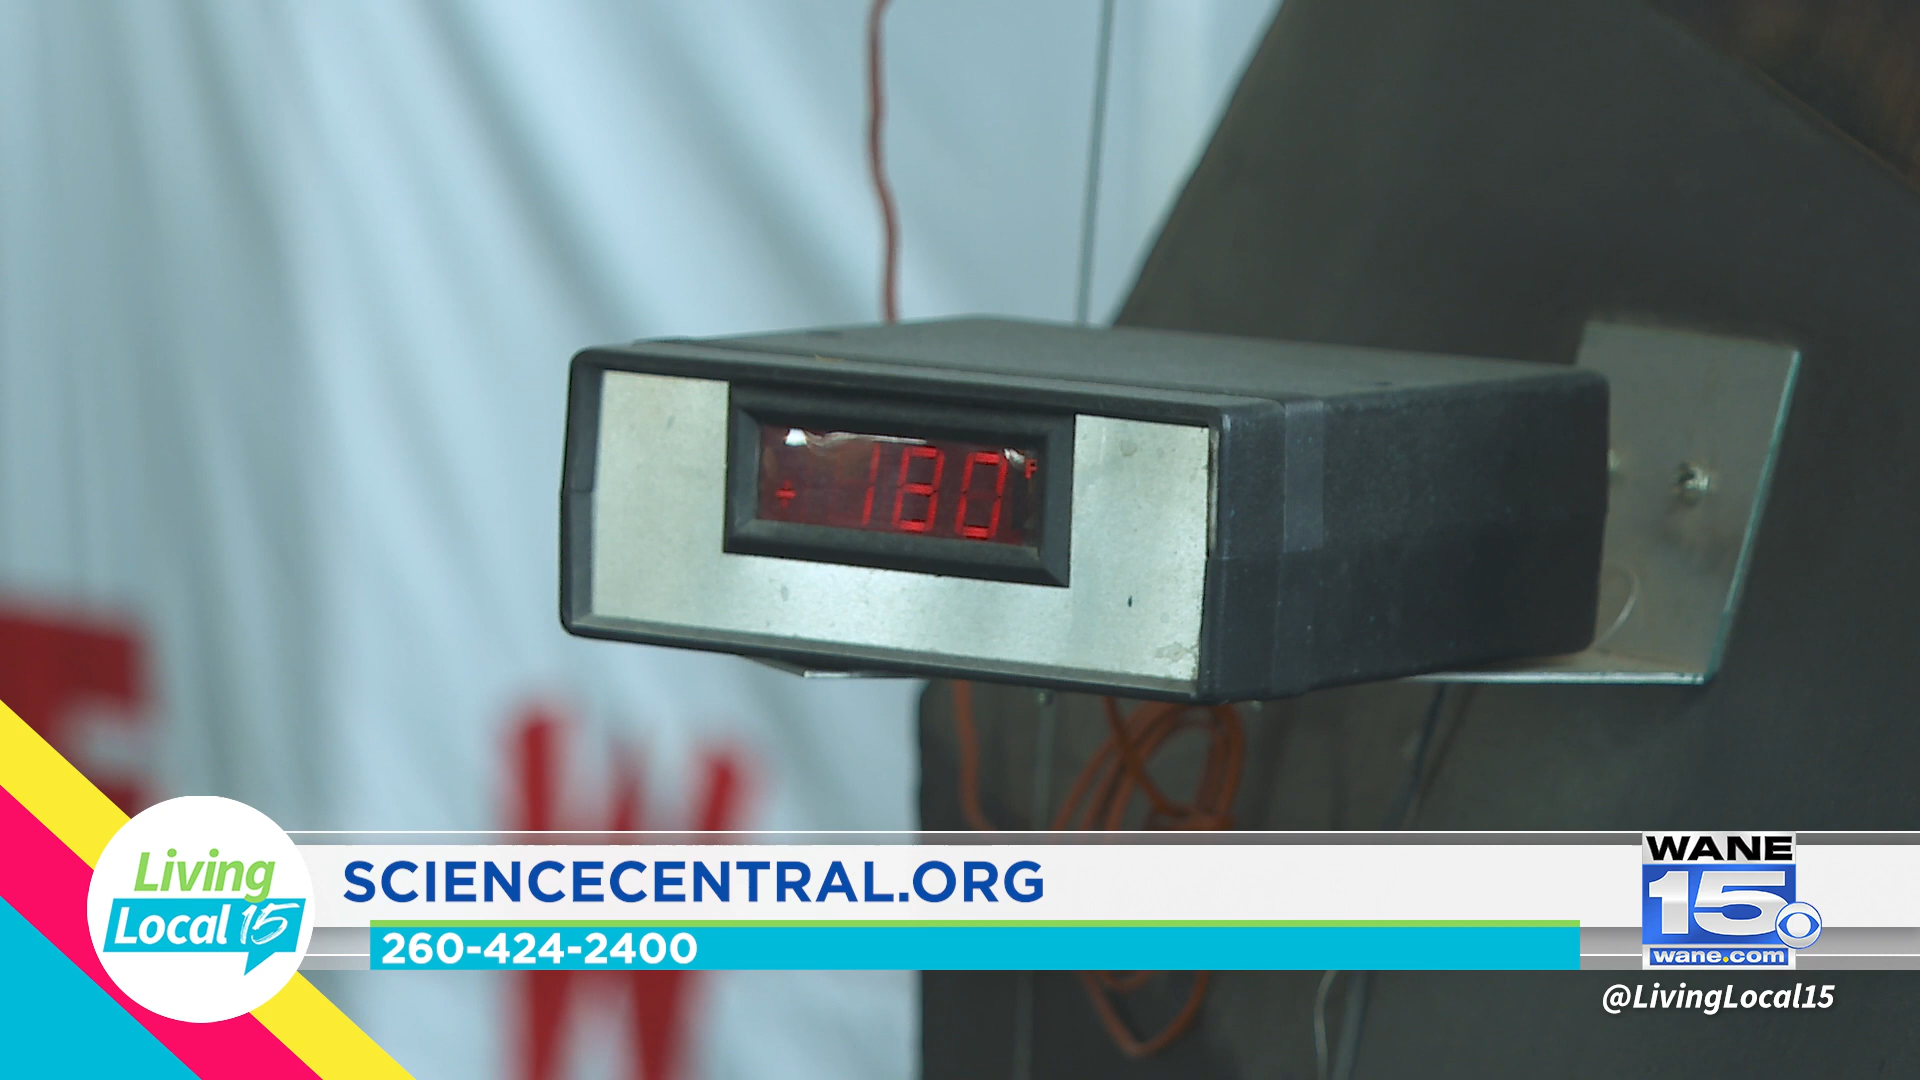 + 180°F
W
Living
Local 15
SCIENCECENTRAL.ORG
260-424-2400
WANE
15
wane.com
@LivingLocal15